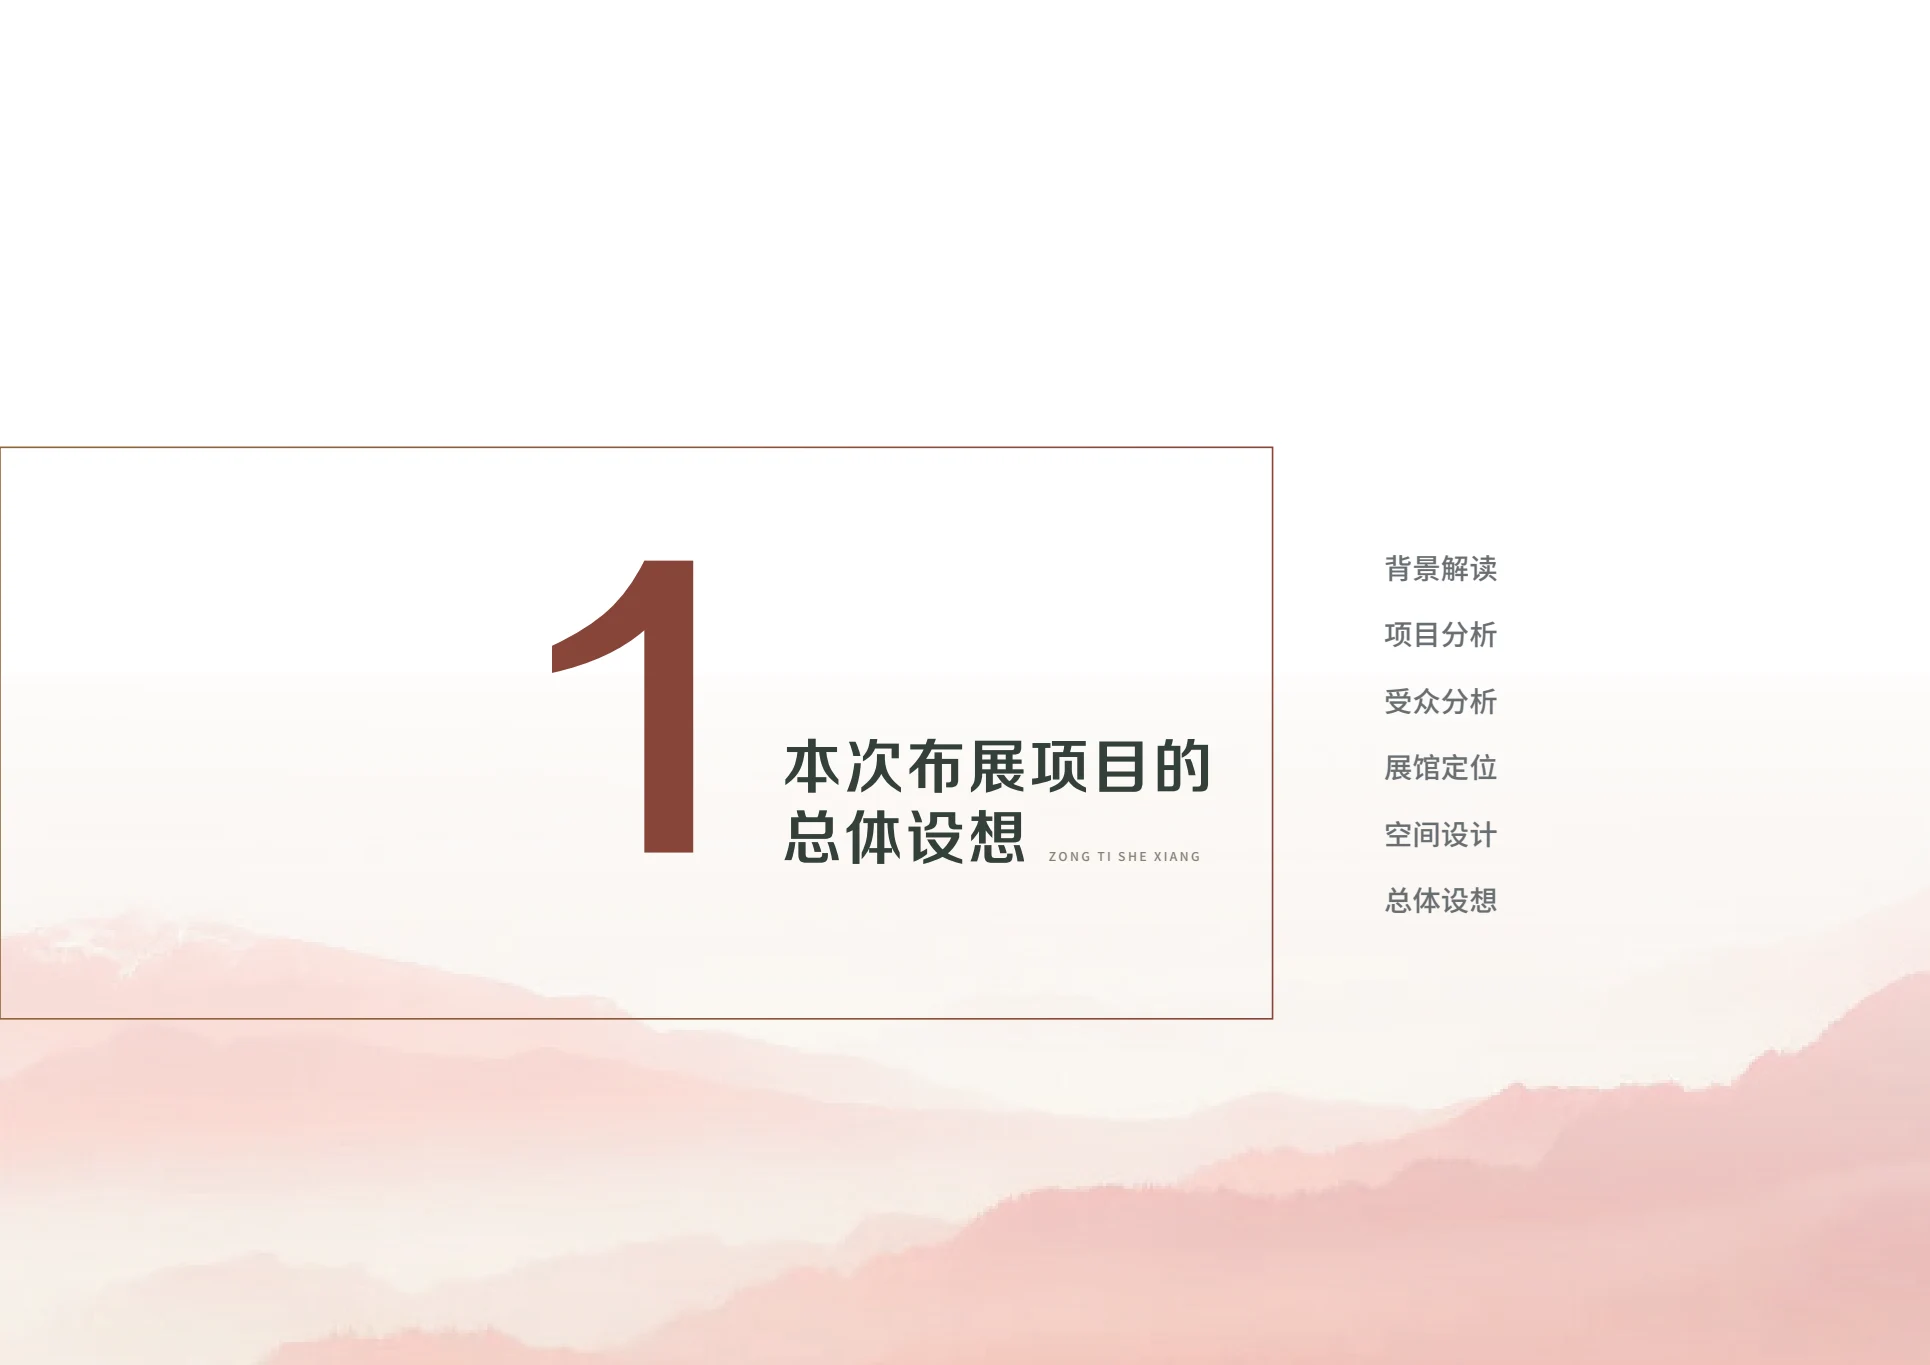 1
本次布展项目的
总体设想 ZONG TI SHE XIANG
背景解读
项目分析
受众分析
展馆定位
空间设计
总体设想